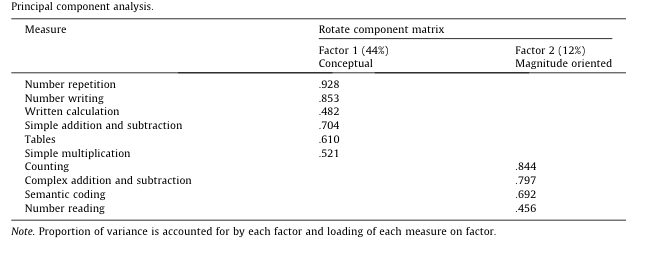 Principal component analysis.
Measure Rotate component matrix
Factor 1 (44%) Factor 2 (12%)
Conceptual Magnitude oriented
Number repetition .928
Number writing .853
Written calculation .482
Simple addition and subtraction .704
Tables .610
Simple multiplication .521
Counting .844
Complex addition and subtraction .797
Semantic coding .692
Number reading .456
Note. Proportion of variance is accounted for by each factor and loading of each measure on factor.